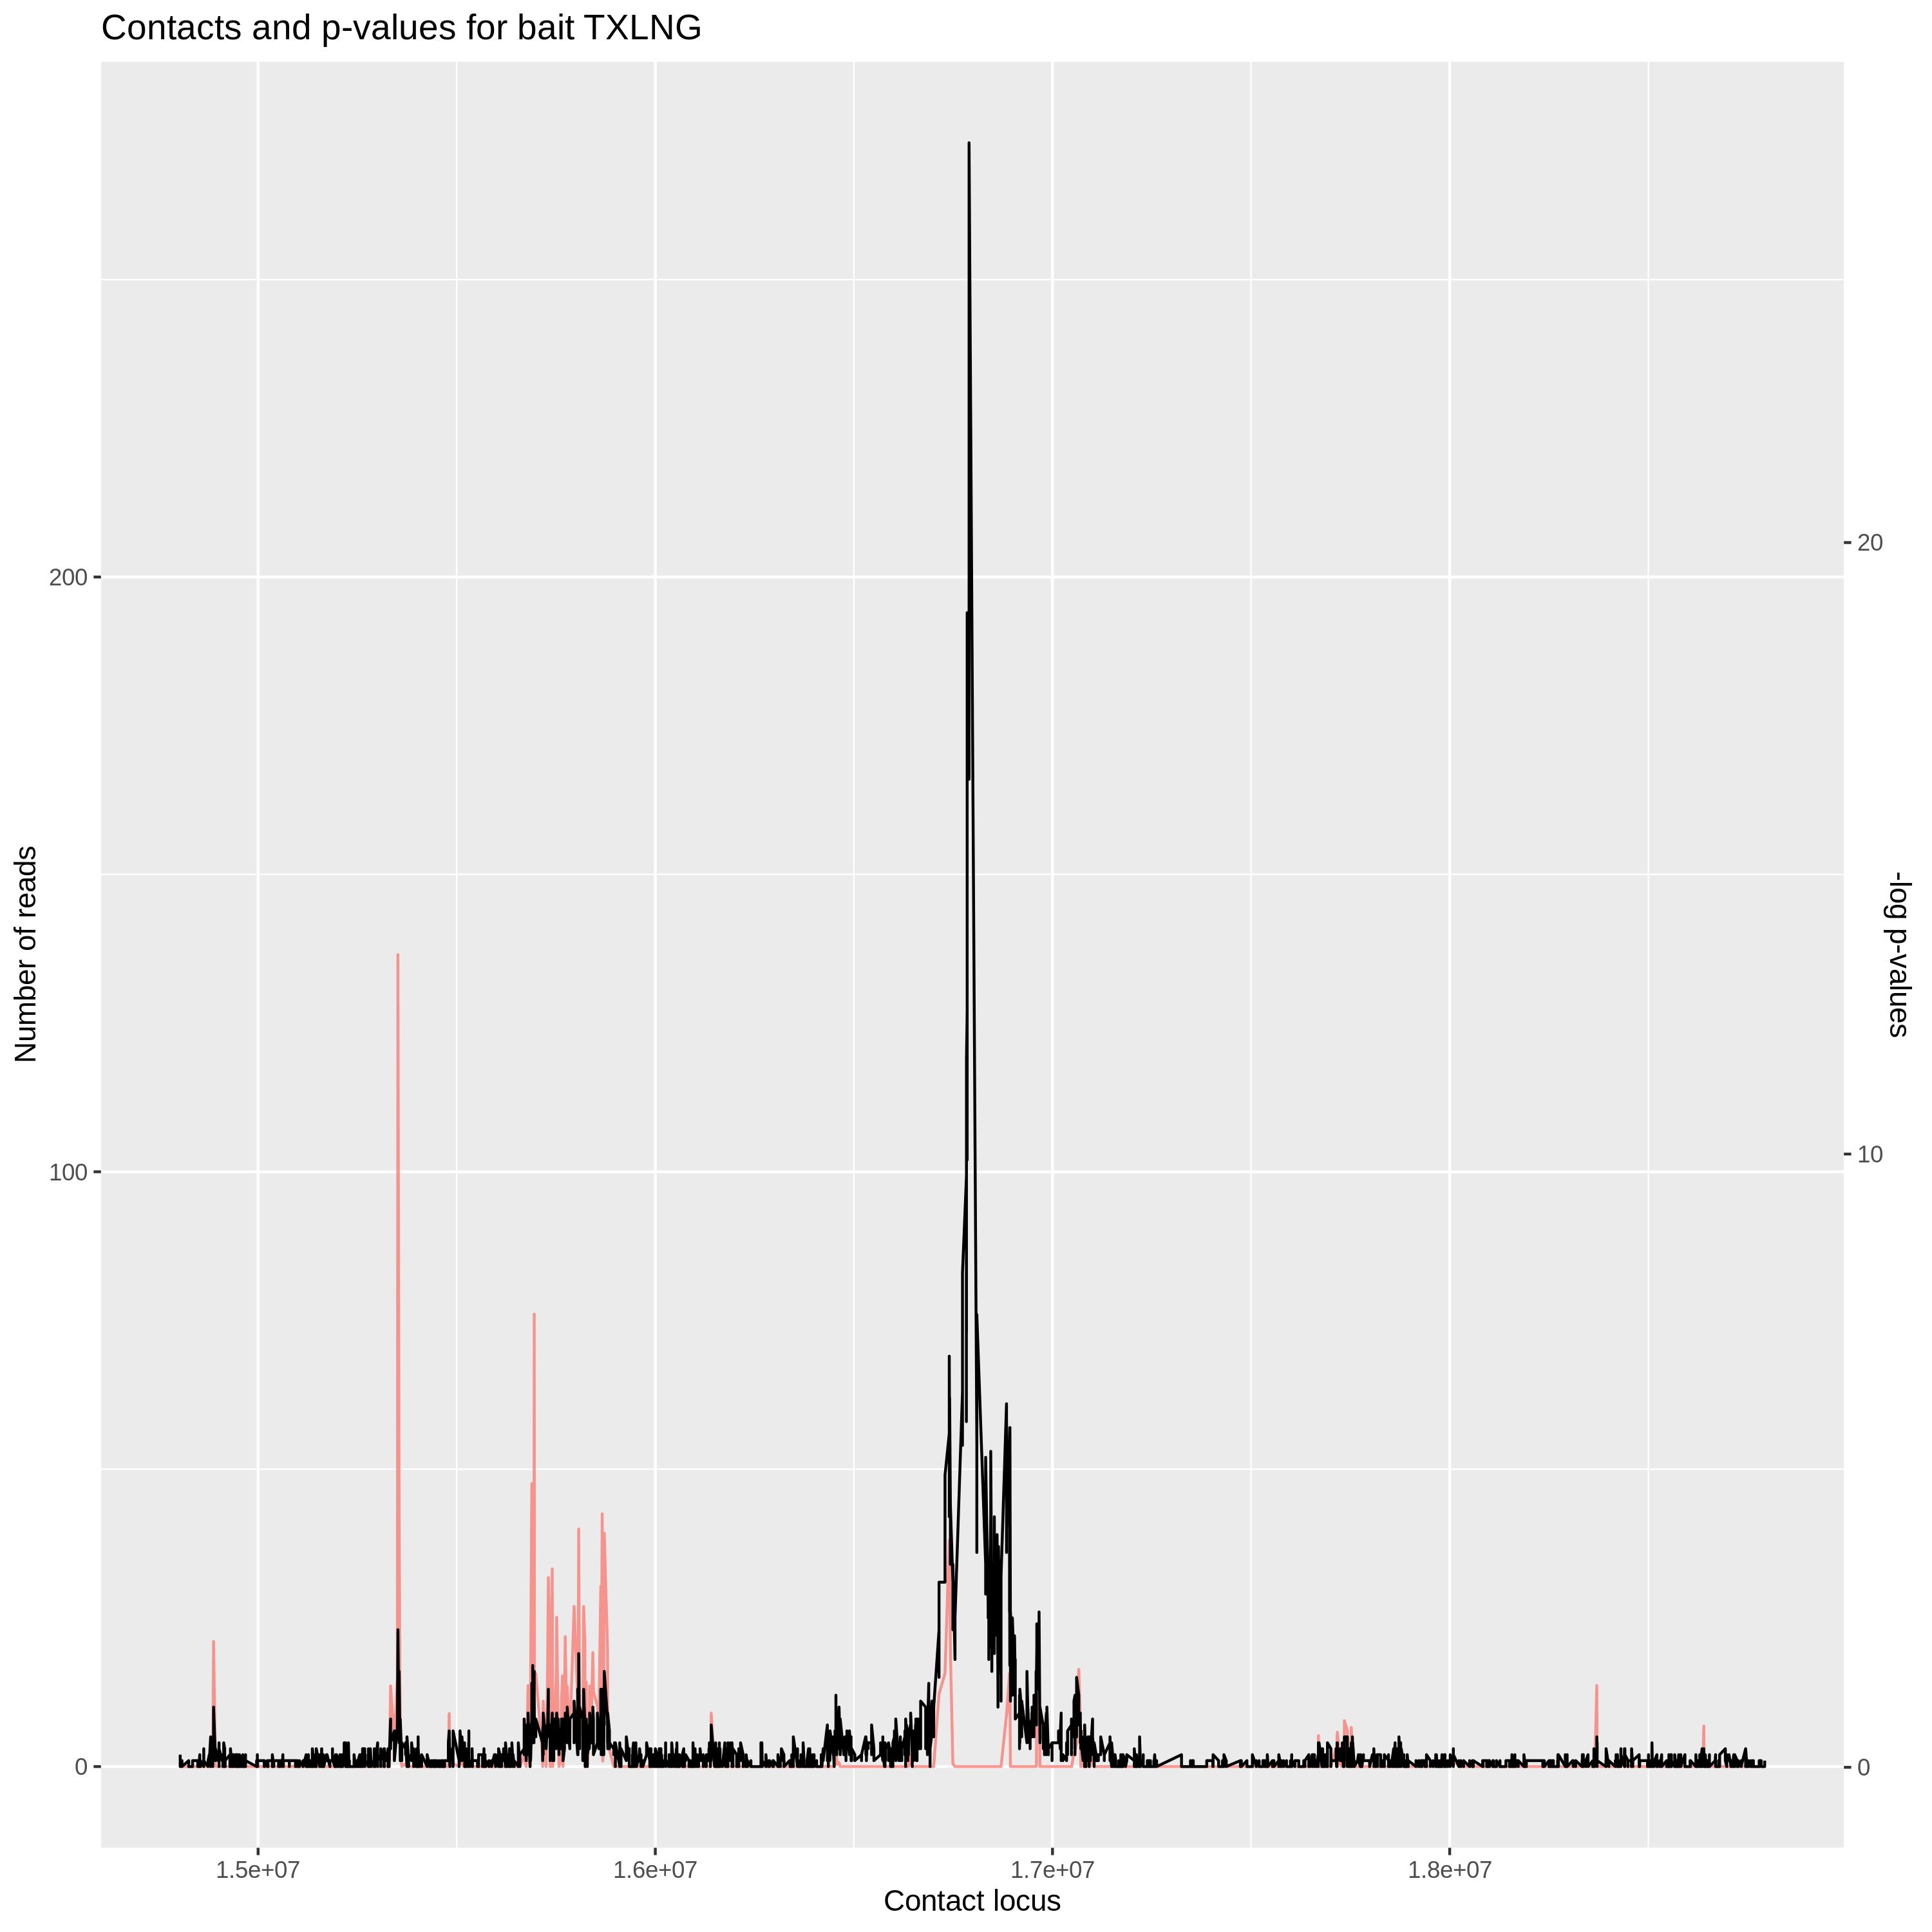 Contacts and p-values for bait TXLNG
Number of reads
200
100
0
20
10
0
-log p-values
1.5e+07
1.6e+07
1.7e+07
1.8e+07
Contact locus